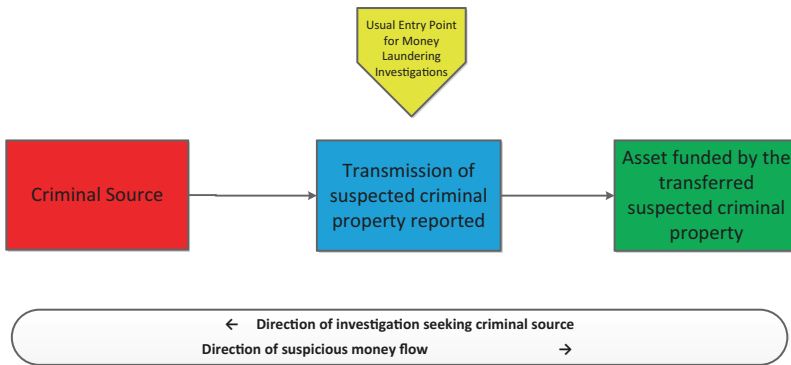 Usual Entry Point
for Money
Laundering
Investigations
Criminal Source
Transmission of
suspected criminal
property reported
Asset funded by the
transferred
suspected criminal
property
← Direction of investigation seeking criminal source
Direction of suspicious money flow →